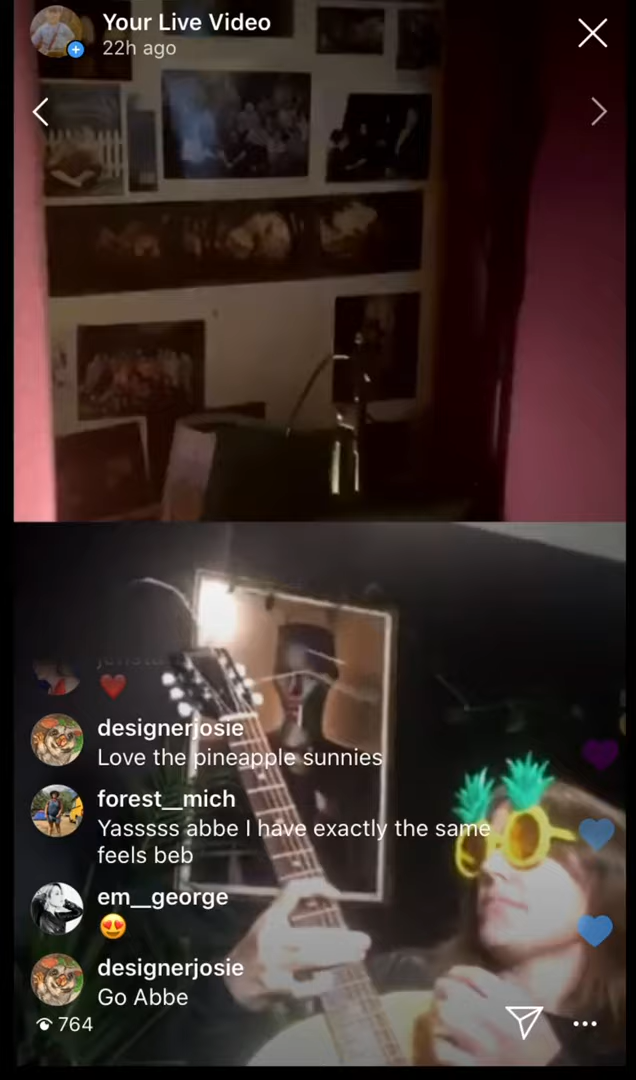 Your Live Video
22h ago
designerjosie
Love the pineapple sunnies
forest__mich
Yasssss abbe I have exactly the same
feels beb
em__george
😍
designerjosie
Go Abbe
764